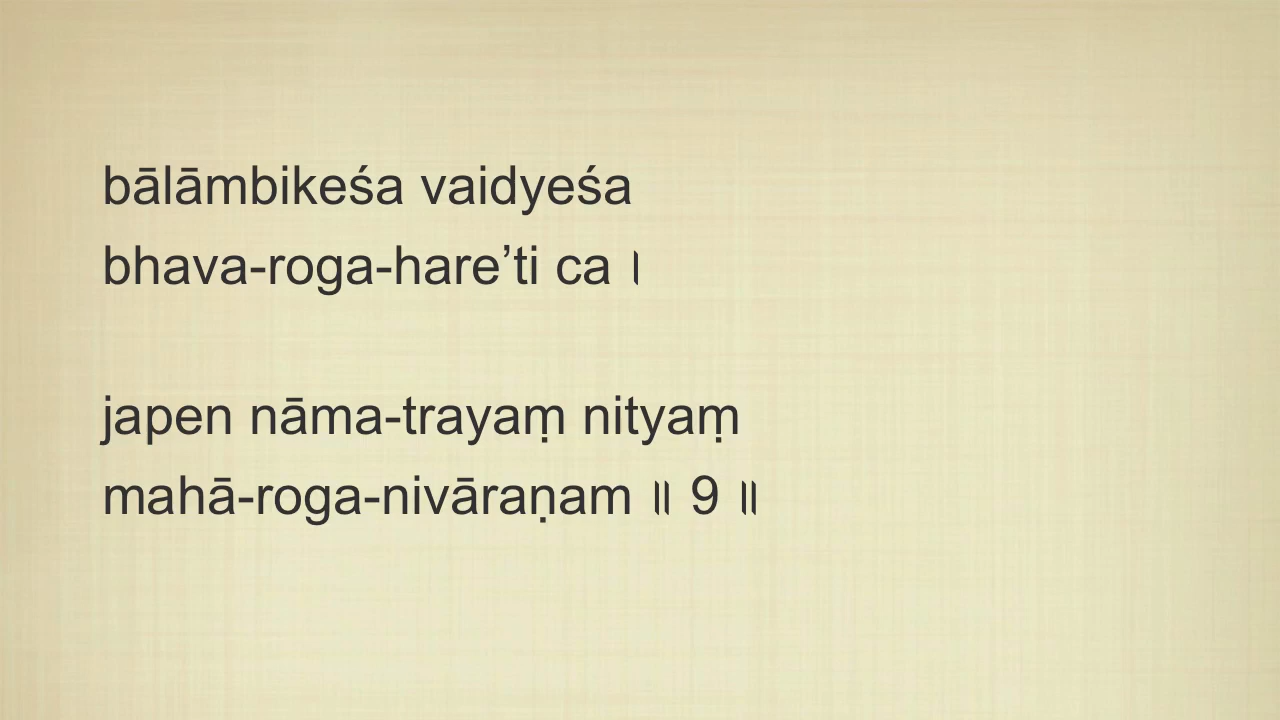 bālāmbikeśa vaidyeśa
bhava-roga-hare’ti ca ।
japen nāma-trayaṃ nityaṃ
mahā-roga-nivāraṇam ॥ 9 ॥